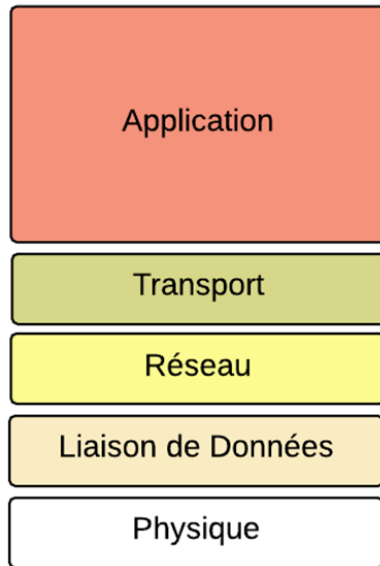 Application
Transport
Réseau
Liaison de Données
Physique